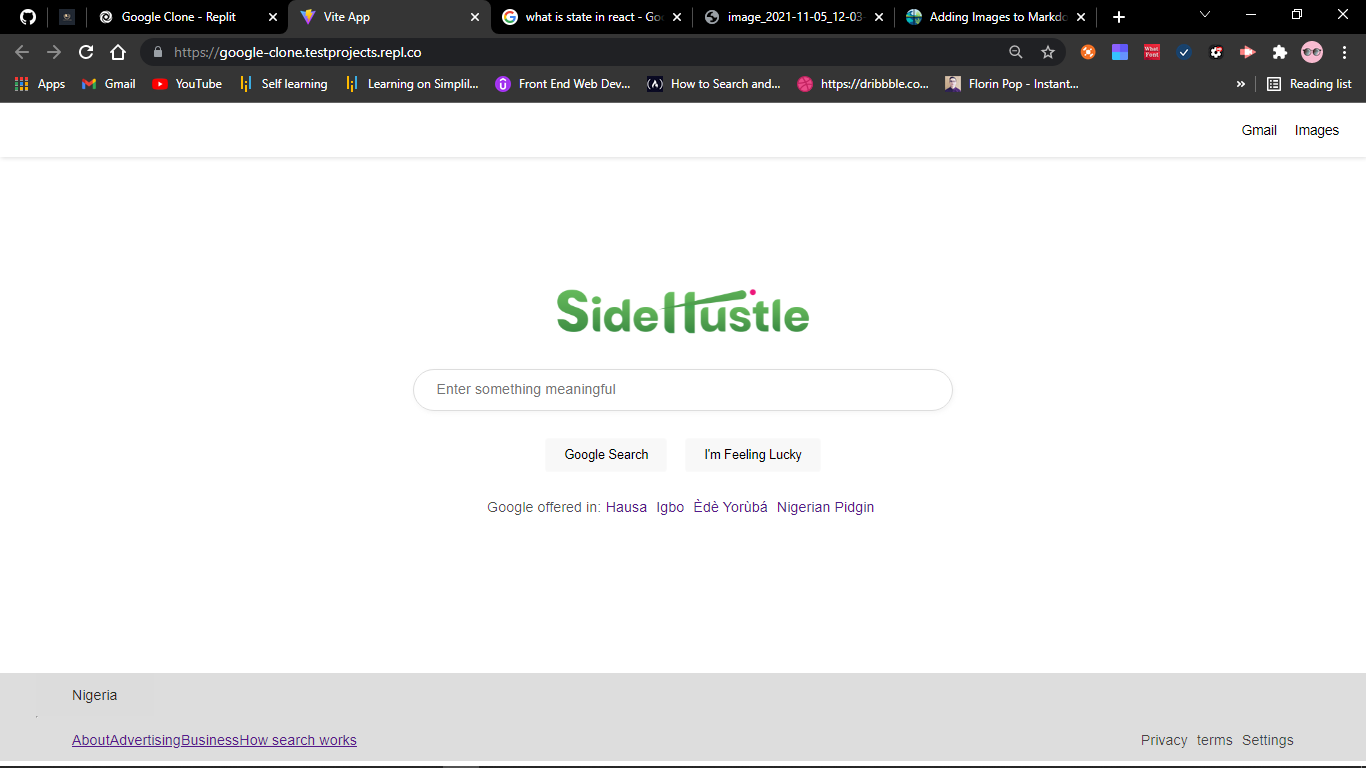 Google Clone - Replit
Vite App
what is state in react - Goo
image_2021-11-05_12-03-
Adding Images to Markdo
https://google-clone.testprojects.repl.co
What Font
Apps
Gmail
YouTube
Self learning
Learning on Simplil...
Front End Web Dev...
How to Search and...
https://dribbble.co...
Florin Pop - Instant...
»
Reading list
Gmail Images
SideHustle
Enter something meaningful
Google Search
I'm Feeling Lucky
Google offered in: Hausa Igbo Èdè Yorùbá Nigerian Pidgin
Nigeria
AboutAdvertisingBusinessHow search works
Privacy terms Settings